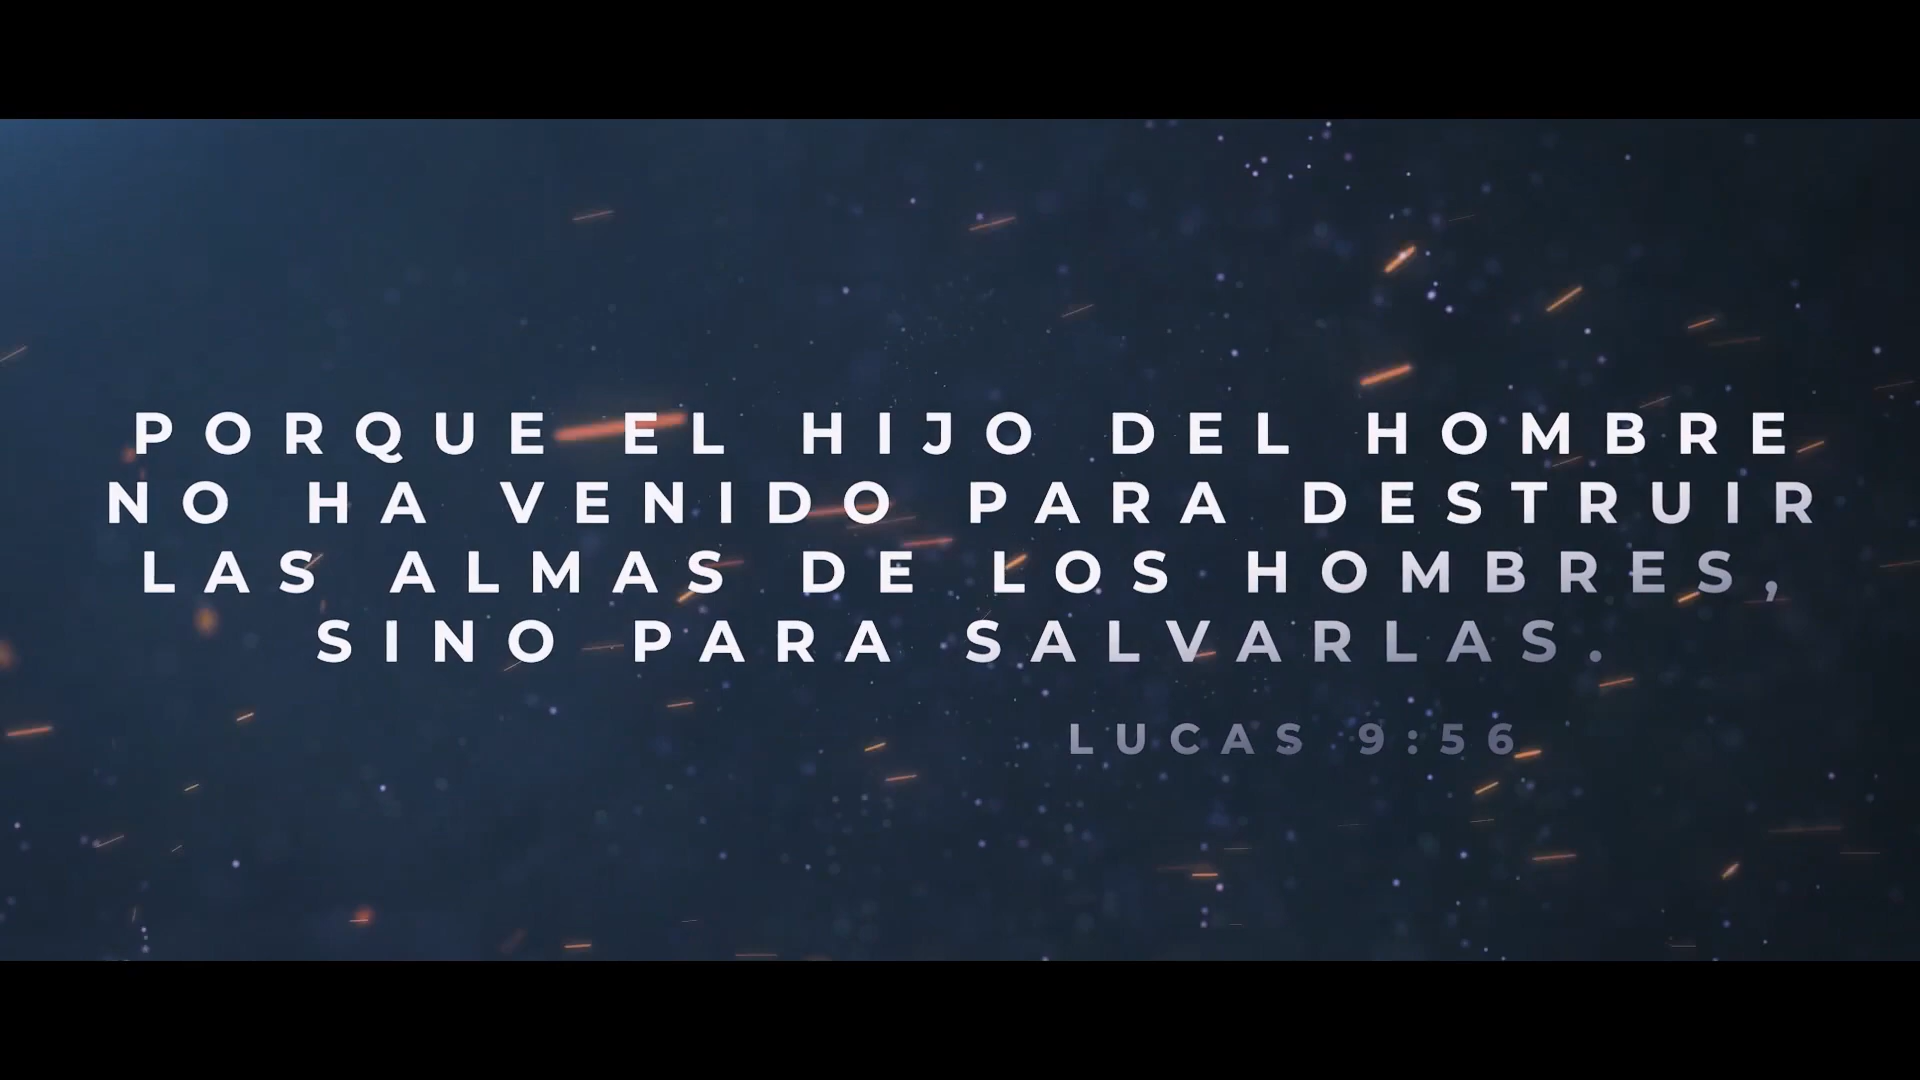 PORQUE EL HIJO DEL HOMBRE
NO HA VENIDO PARA DESTRUIR
LAS ALMAS DE LOS HOMBRES,
SINO PARA SALVARLAS.
LUCAS 9:56